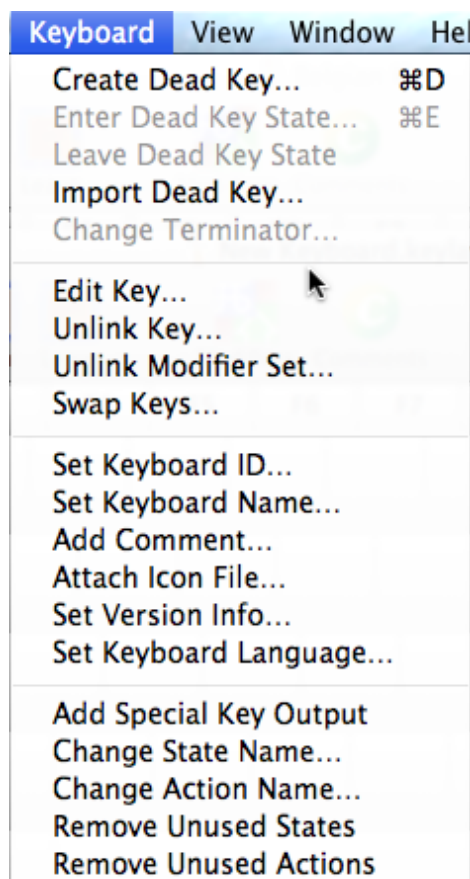 Keyboard View Window Hel
Create Dead Key... ⌘D
Enter Dead Key State... ⌘E
Leave Dead Key State
Import Dead Key...
Change Terminator...
Edit Key...
Unlink Key...
Unlink Modifier Set...
Swap Keys...
Set Keyboard ID...
Set Keyboard Name...
Add Comment...
Attach Icon File...
Set Version Info...
Set Keyboard Language...
Add Special Key Output
Change State Name...
Change Action Name...
Remove Unused States
Remove Unused Actions